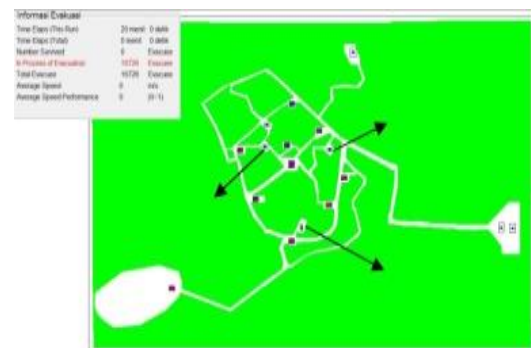 Informasi Evakuasi
Time Elaps (This Run) 20 menit 0 detik
Time Elaps (Total) 0 menit 0 detik
Number Survived 0 Evacuee
In Process of Evacuation 15729 Evacuee
Total Evacuee 15729 Evacuee
Average Speed 0 m/s
Average Speed Performance 0 (0-1)